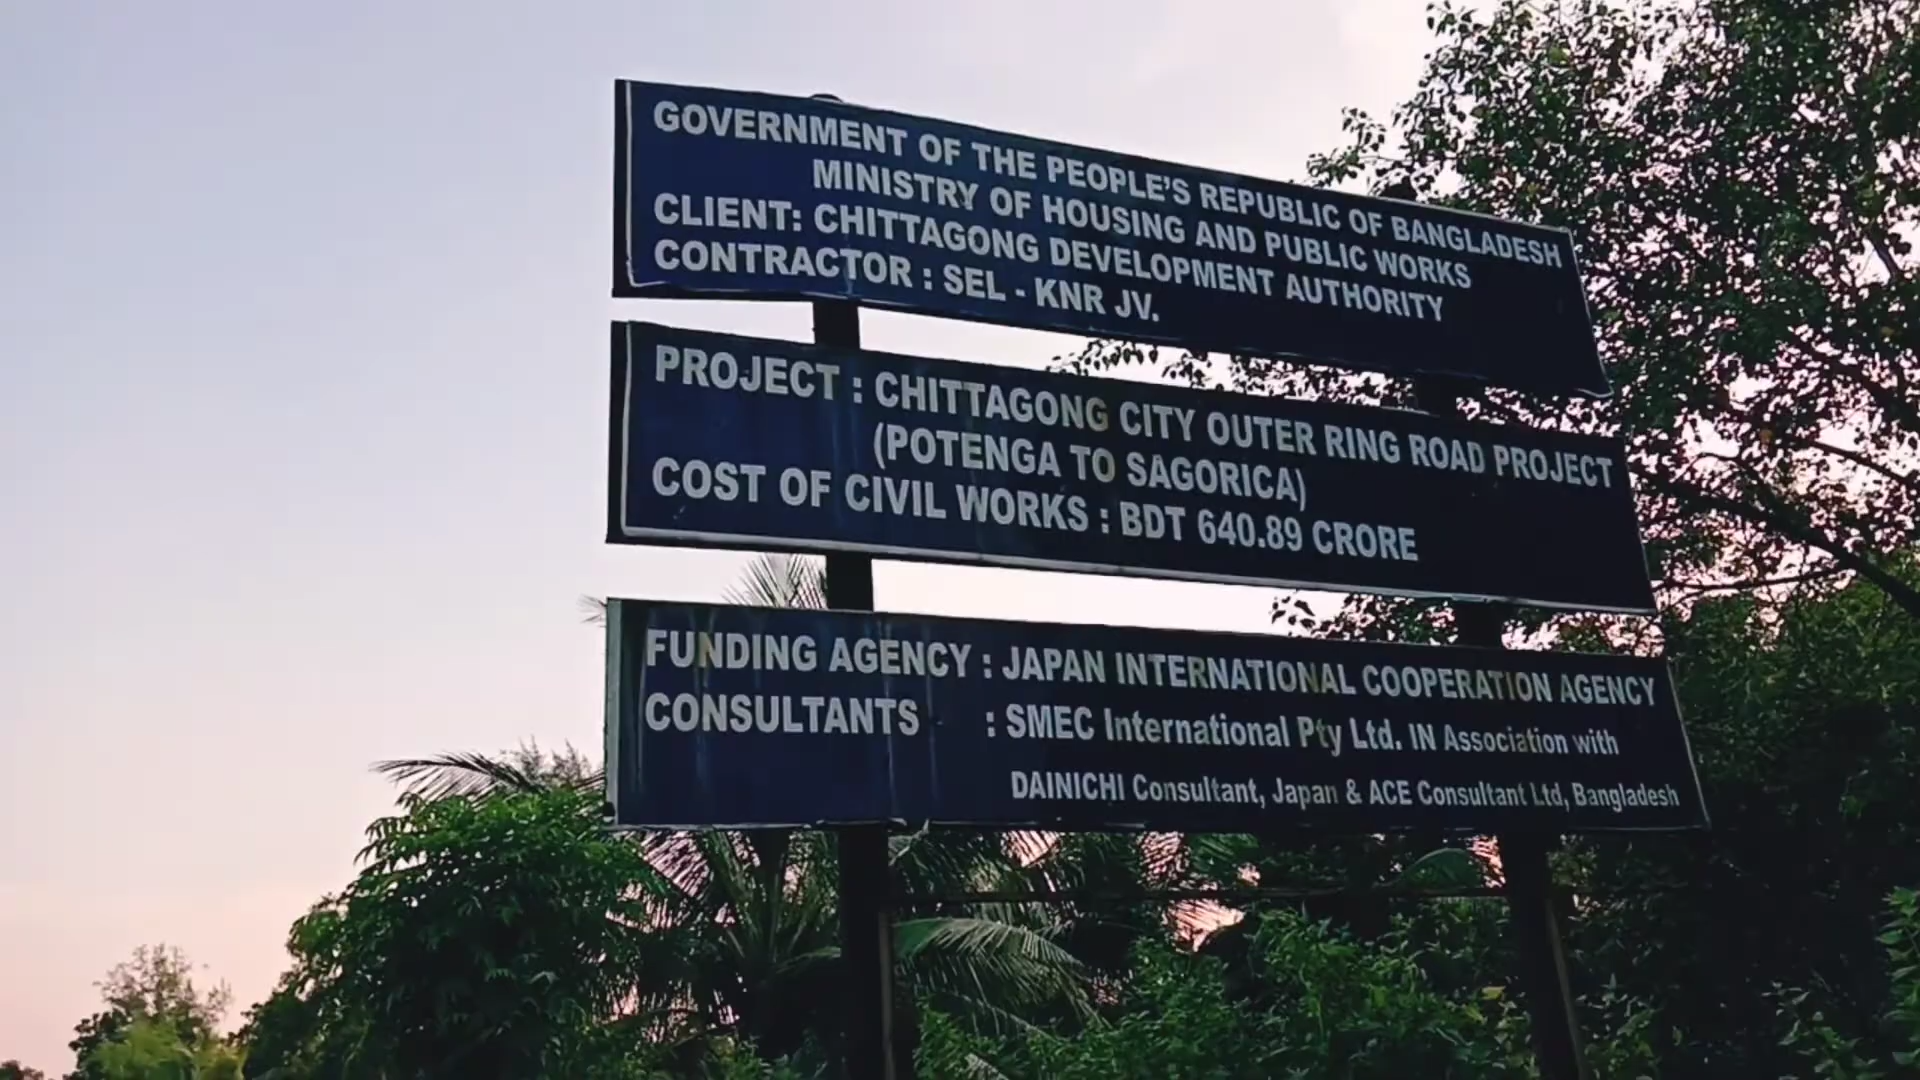 GOVERNMENT OF THE PEOPLE'S REPUBLIC OF BANGLADESH
MINISTRY OF HOUSING AND PUBLIC WORKS
CLIENT: CHITTAGONG DEVELOPMENT AUTHORITY
CONTRACTOR : SEL - KNR JV.
PROJECT : CHITTAGONG CITY OUTER RING ROAD PROJECT
(POTENGA TO SAGORICA)
COST OF CIVIL WORKS : BDT 640.89 CRORE
FUNDING AGENCY : JAPAN INTERNATIONAL COOPERATION AGENCY
CONSULTANTS : SMEC International Pty Ltd. IN Association with
DAINICHI Consultant, Japan & ACE Consultant Ltd, Bangladesh